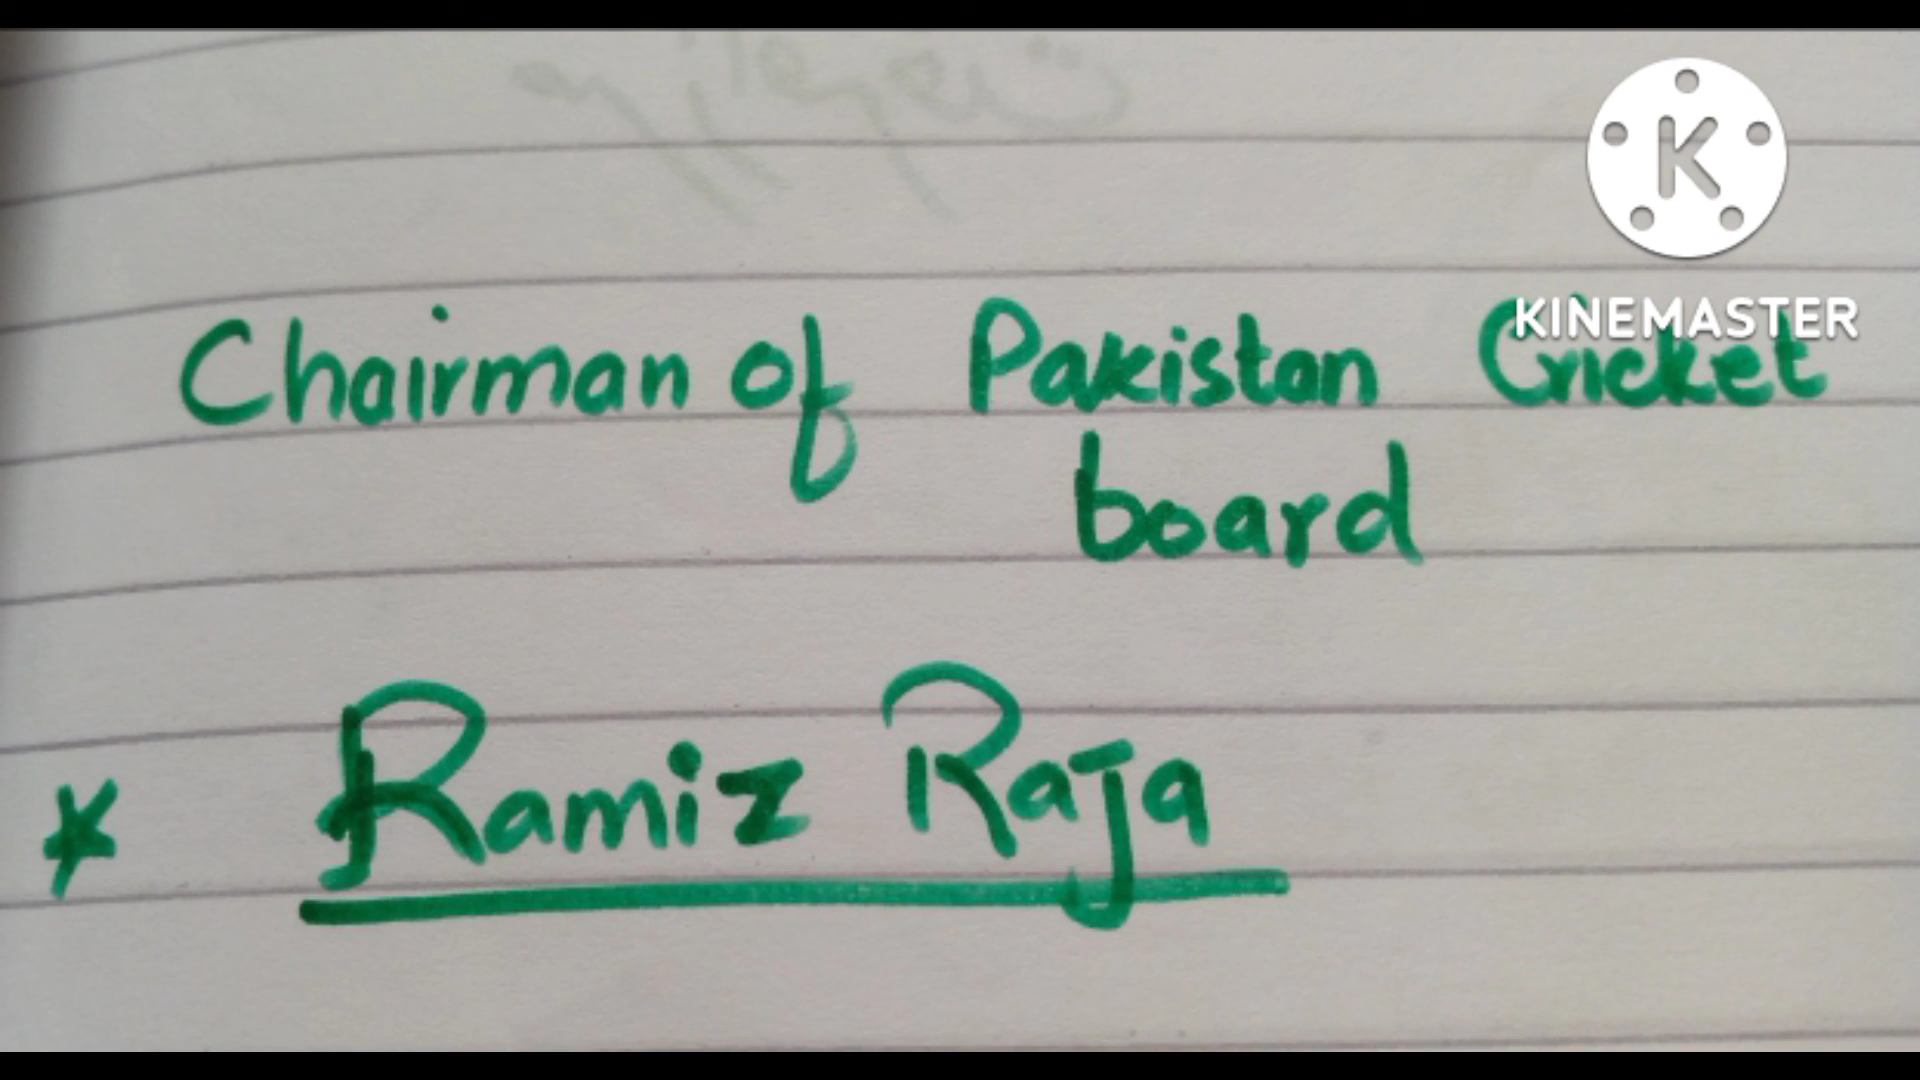 K
KINEMASTER
Chairman of Pakistan Cricket
board
* Ramiz Raja